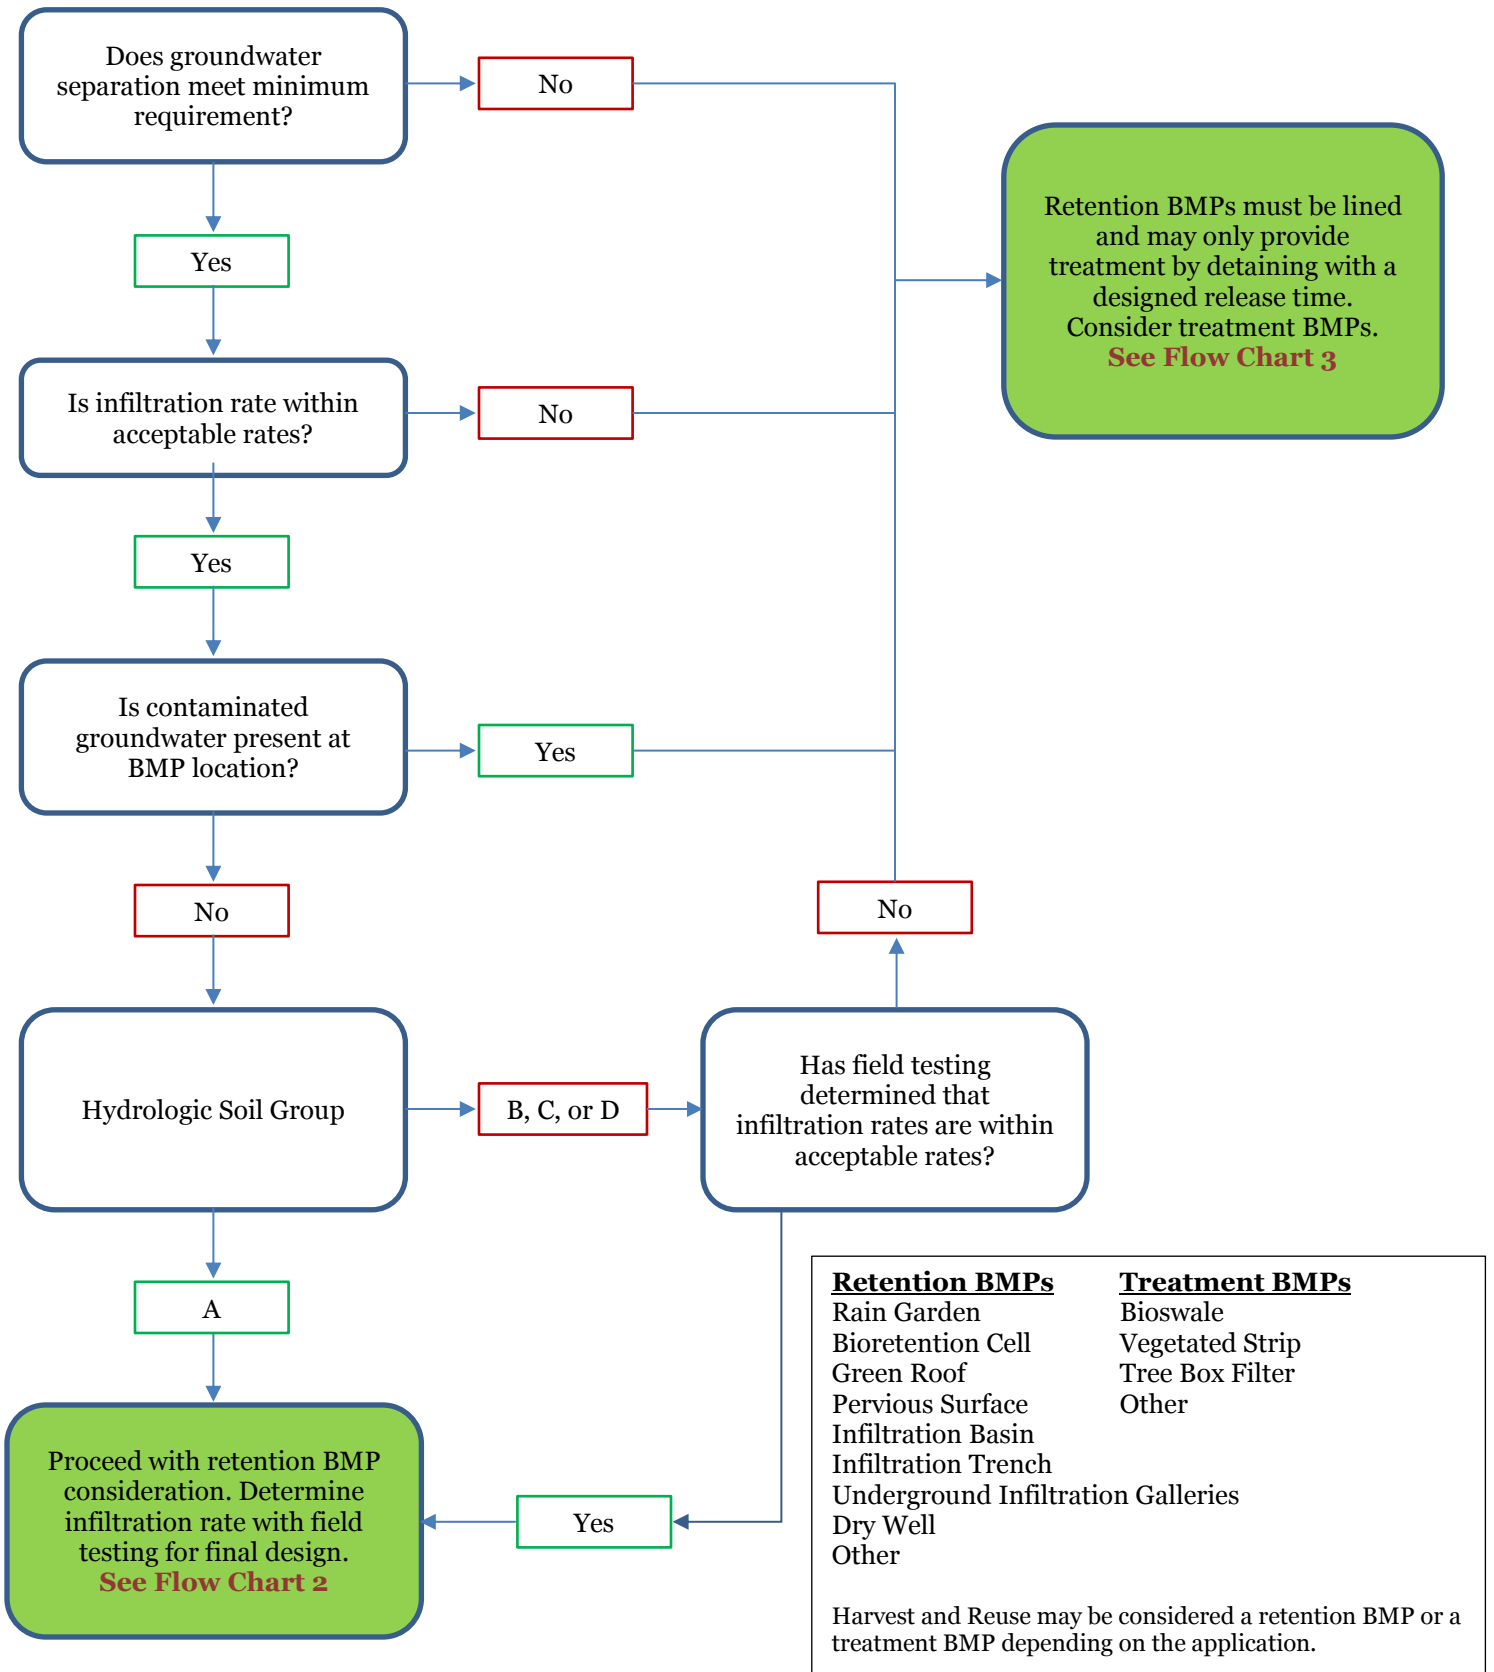 Does groundwater
separation meet minimum
requirement?
No
Yes
Retention BMPs must be lined
and may only provide
treatment by detaining with a
designed release time.
Consider treatment BMPs.
See Flow Chart 3
Is infiltration rate within
acceptable rates?
No
Yes
Is contaminated
groundwater present at
BMP location?
Yes
No
No
Hydrologic Soil Group
B, C, or D
Has field testing
determined that
infiltration rates are within
acceptable rates?
A
Yes
Proceed with retention BMP
consideration. Determine
infiltration rate with field
testing for final design.
See Flow Chart 2
Retention BMPs
Rain Garden
Bioretention Cell
Green Roof
Pervious Surface
Infiltration Basin
Infiltration Trench
Underground Infiltration Galleries
Dry Well
Other
Treatment BMPs
Bioswale
Vegetated Strip
Tree Box Filter
Other
Harvest and Reuse may be considered a retention BMP or a
treatment BMP depending on the application.